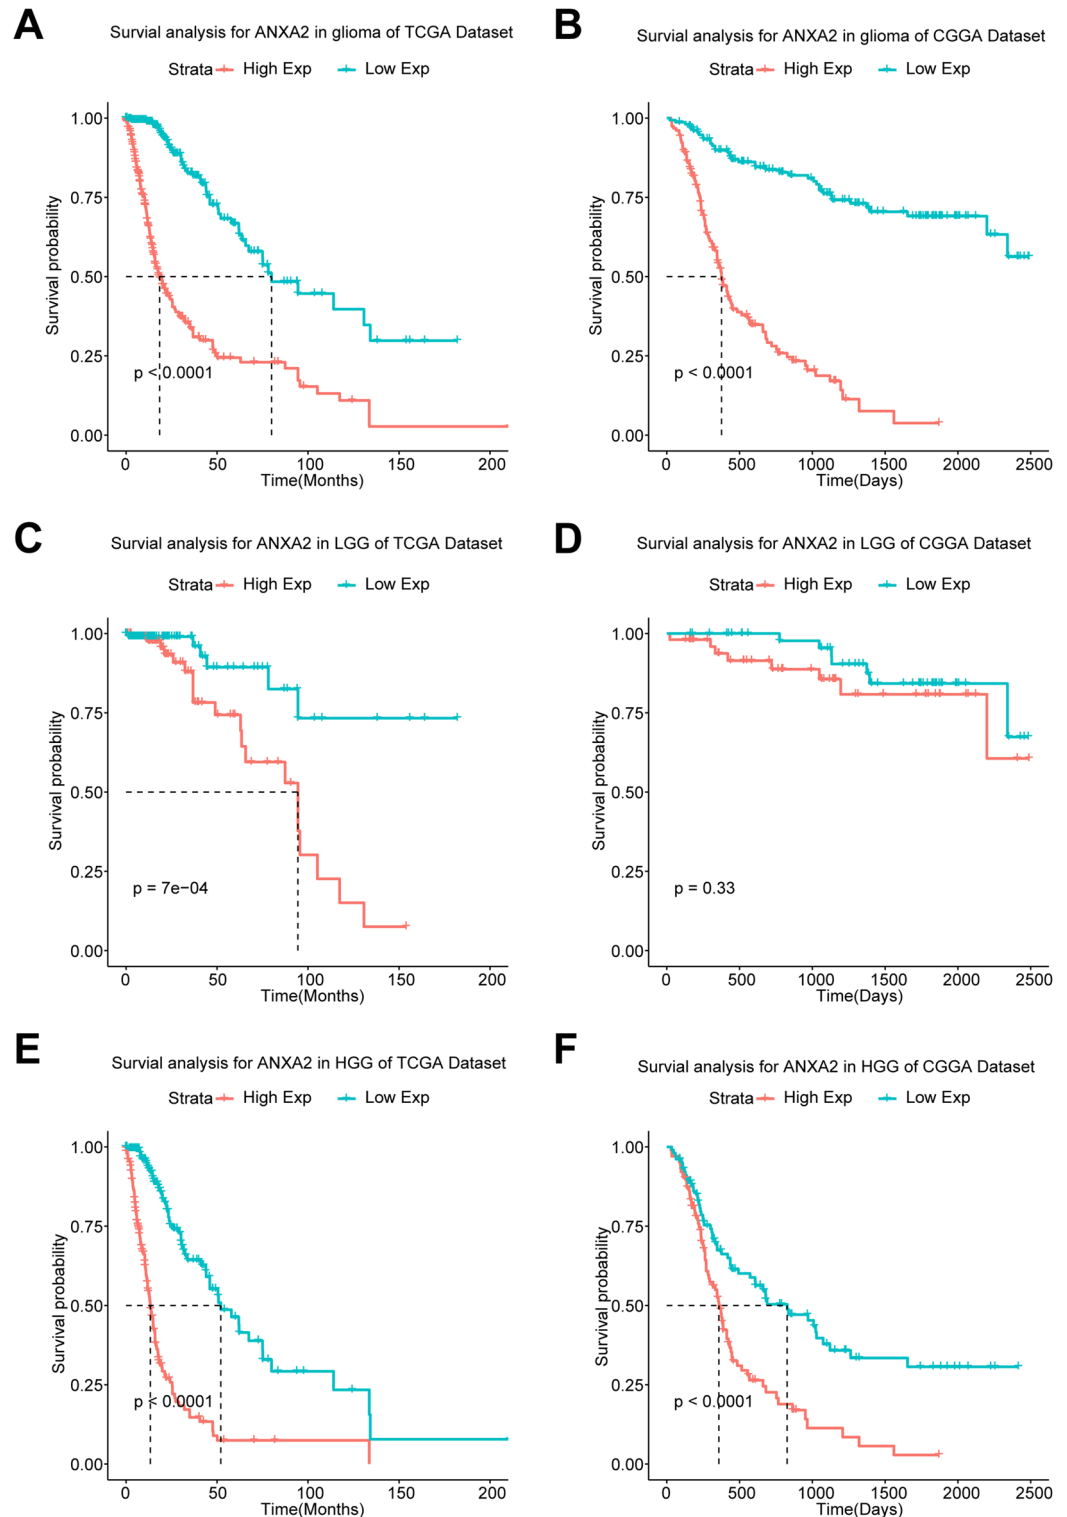 A
Survial analysis for ANXA2 in glioma of TCGA Dataset
Strata High Exp Low Exp
Survival probability
1.00
0.75
0.50
0.25
0.00
p < 0.0001
0 50 100 150 200
Time(Months)
B
Survial analysis for ANXA2 in glioma of CGGA Dataset
Strata High Exp Low Exp
Survival probability
1.00
0.75
0.50
0.25
0.00
p < 0.0001
0 500 1000 1500 2000 2500
Time(Days)
C
Survial analysis for ANXA2 in LGG of TCGA Dataset
Strata High Exp Low Exp
Survival probability
1.00
0.75
0.50
0.25
0.00
p = 7e−04
0 50 100 150 200
Time(Months)
D
Survial analysis for ANXA2 in LGG of CGGA Dataset
Strata High Exp Low Exp
Survival probability
1.00
0.75
0.50
0.25
0.00
p = 0.33
0 500 1000 1500 2000 2500
Time(Days)
E
Survial analysis for ANXA2 in HGG of TCGA Dataset
Strata High Exp Low Exp
Survival probability
1.00
0.75
0.50
0.25
0.00
p < 0.0001
0 50 100 150 200
Time(Months)
F
Survial analysis for ANXA2 in HGG of CGGA Dataset
Strata High Exp Low Exp
Survival probability
1.00
0.75
0.50
0.25
0.00
p < 0.0001
0 500 1000 1500 2000 2500
Time(Days)